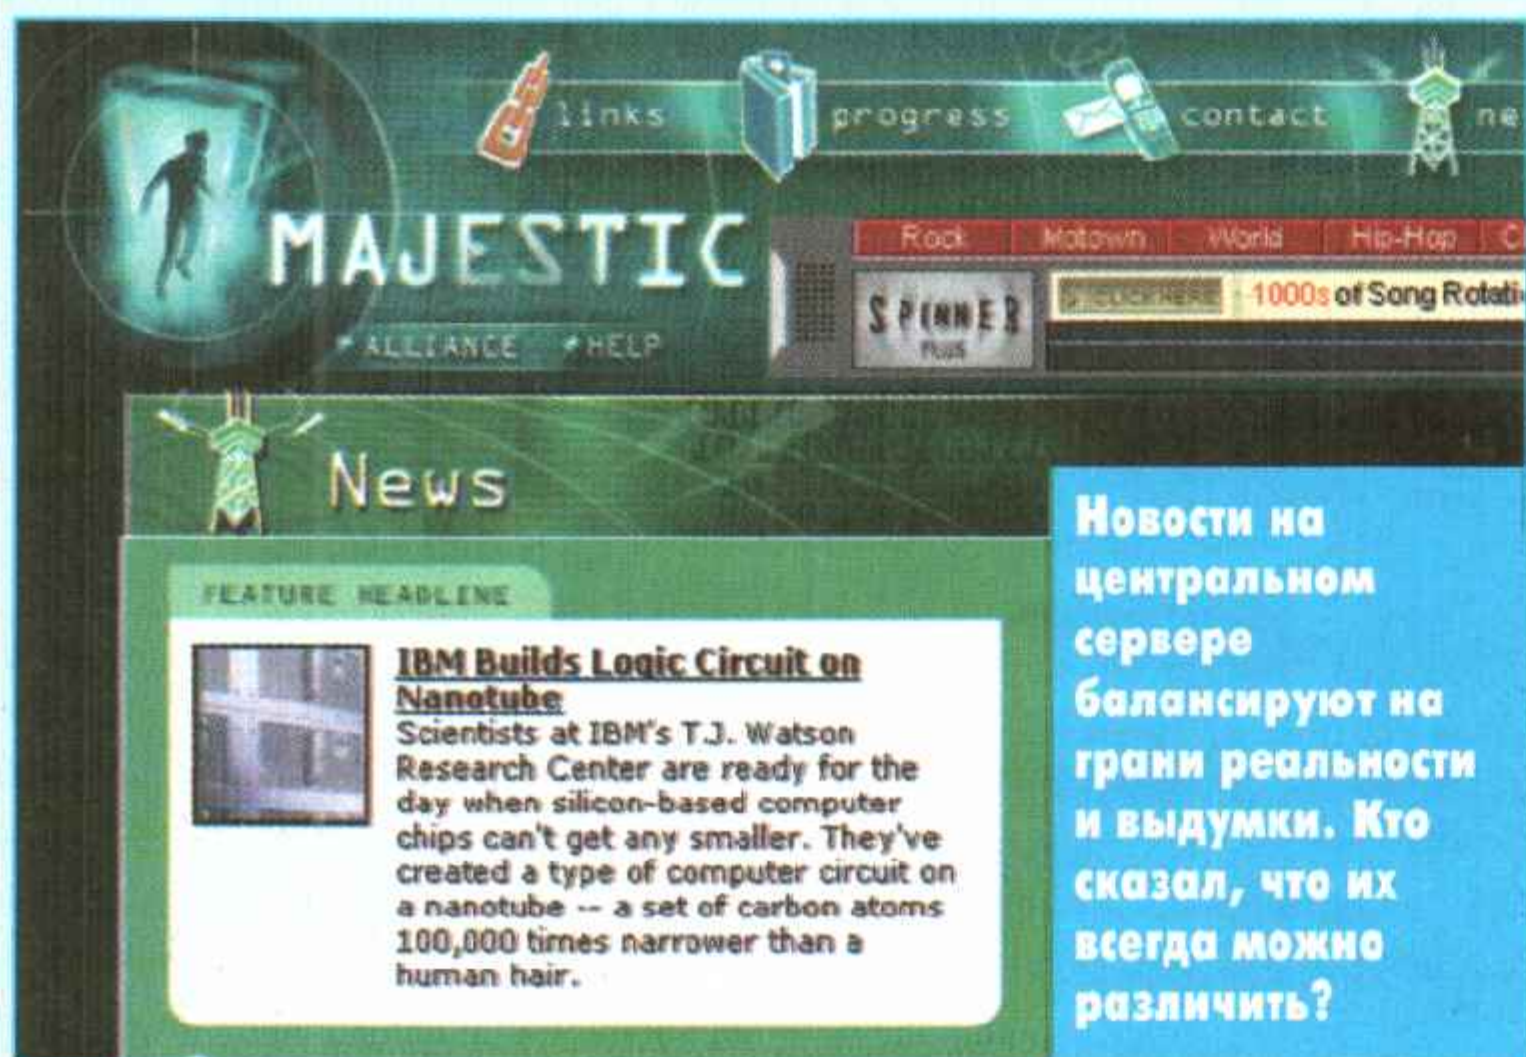 links progress contact ne
MAJESTIC
Rock Motown World Hip-Hop C
SPINNER
PLUS
CLICK HERE 1000s of Song Rotati
ALLIANCE HELP
News
FEATURE HEADLINE
IBM Builds Logic Circuit on
Nanotube
Scientists at IBM's T.J. Watson
Research Center are ready for the
day when silicon-based computer
chips can't get any smaller. They've
created a type of computer circuit on
a nanotube -- a set of carbon atoms
100,000 times narrower than a
human hair.
Новости на
центральном
сервере
балансируют на
грани реальности
и выдумки. Кто
сказал, что их
всегда можно
различить?